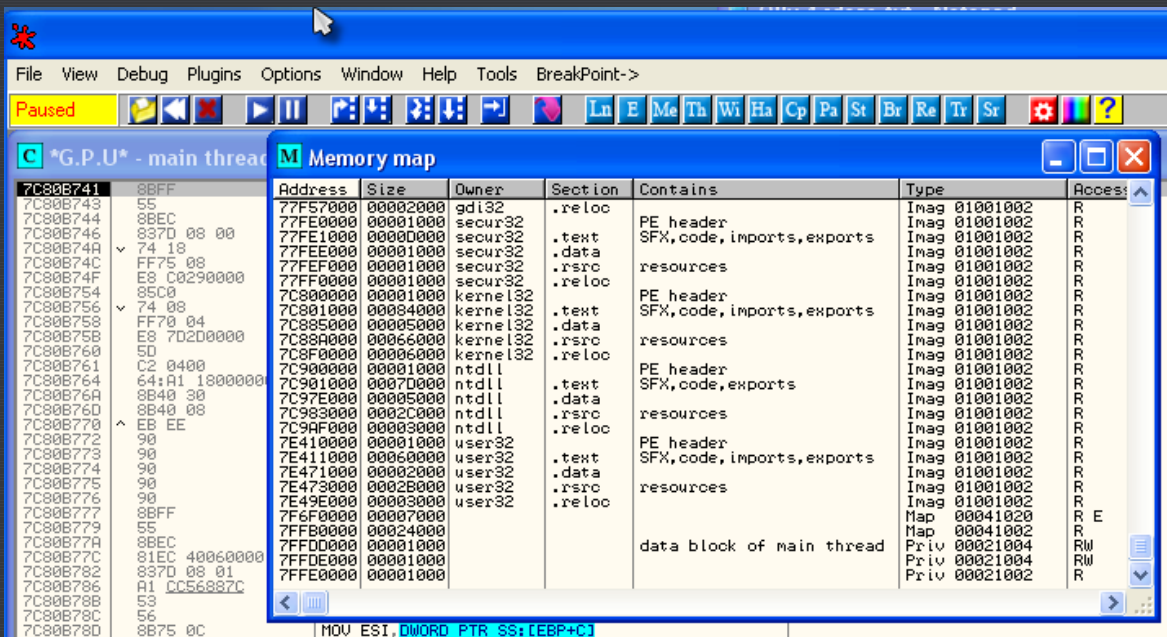 File View Debug Plugins Options Window Help Tools BreakPoint->
Paused Ln E Me Th Wi Ha Cp Pa St Br Re Tr Sr ?
C *G.P.U* - main thread
M Memory map
Address Size Owner Section Contains Type Access
77F57000 00002000 gdi32 .reloc Imag 01001002 R
77FE0000 00001000 secur32 PE header Imag 01001002 R
77FE1000 0000D000 secur32 .text SFX,code,imports,exports Imag 01001002 R
77FEE000 00001000 secur32 .data Imag 01001002 R
77FEF000 00001000 secur32 .rsrc resources Imag 01001002 R
77FF0000 00001000 secur32 .reloc Imag 01001002 R
7C800000 00001000 kernel32 PE header Imag 01001002 R
7C801000 00084000 kernel32 .text SFX,code,imports,exports Imag 01001002 R
7C885000 00005000 kernel32 .data Imag 01001002 R
7C88A000 00066000 kernel32 .rsrc resources Imag 01001002 R
7C8F0000 00006000 kernel32 .reloc Imag 01001002 R
7C900000 00001000 ntdll PE header Imag 01001002 R
7C901000 0007D000 ntdll .text SFX,code,exports Imag 01001002 R
7C97E000 00005000 ntdll .data Imag 01001002 R
7C983000 0002C000 ntdll .rsrc resources Imag 01001002 R
7C9AF000 00003000 ntdll .reloc Imag 01001002 R
7E410000 00001000 user32 PE header Imag 01001002 R
7E411000 00060000 user32 .text SFX,code,imports,exports Imag 01001002 R
7E471000 00002000 user32 .data Imag 01001002 R
7E473000 0002B000 user32 .rsrc resources Imag 01001002 R
7E49E000 00003000 user32 .reloc Imag 01001002 R
7F6F0000 00007000 Map 00041020 R E
7FFB0000 00024000 Map 00041002 R
7FFDD000 00001000 data block of main thread Priv 00021004 RW
7FFDE000 00001000 Priv 00021004 RW
7FFE0000 00001000 Priv 00021002 R
7C80B741 8BFF
7C80B743 55
7C80B744 8BEC
7C80B746 837D 08 00
7C80B74A 74 18
7C80B74C FF75 08
7C80B74F E8 C0290000
7C80B754 85C0
7C80B756 74 08
7C80B758 FF70 04
7C80B75B E8 7D2D0000
7C80B760 5D
7C80B761 C2 0400
7C80B764 64:A1 1800000
7C80B76A 8B40 30
7C80B76D 8B40 08
7C80B770 ^ EB EE
7C80B772 90
7C80B773 90
7C80B774 90
7C80B775 90
7C80B776 90
7C80B777 8BFF
7C80B779 55
7C80B77A 8BEC
7C80B77C 81EC 40060000
7C80B782 837D 08 01
7C80B786 A1 CC56887C
7C80B78B 53
7C80B78C 56
7C80B78D 8B75 0C MOV ESI,DWORD PTR SS:[EBP+C]